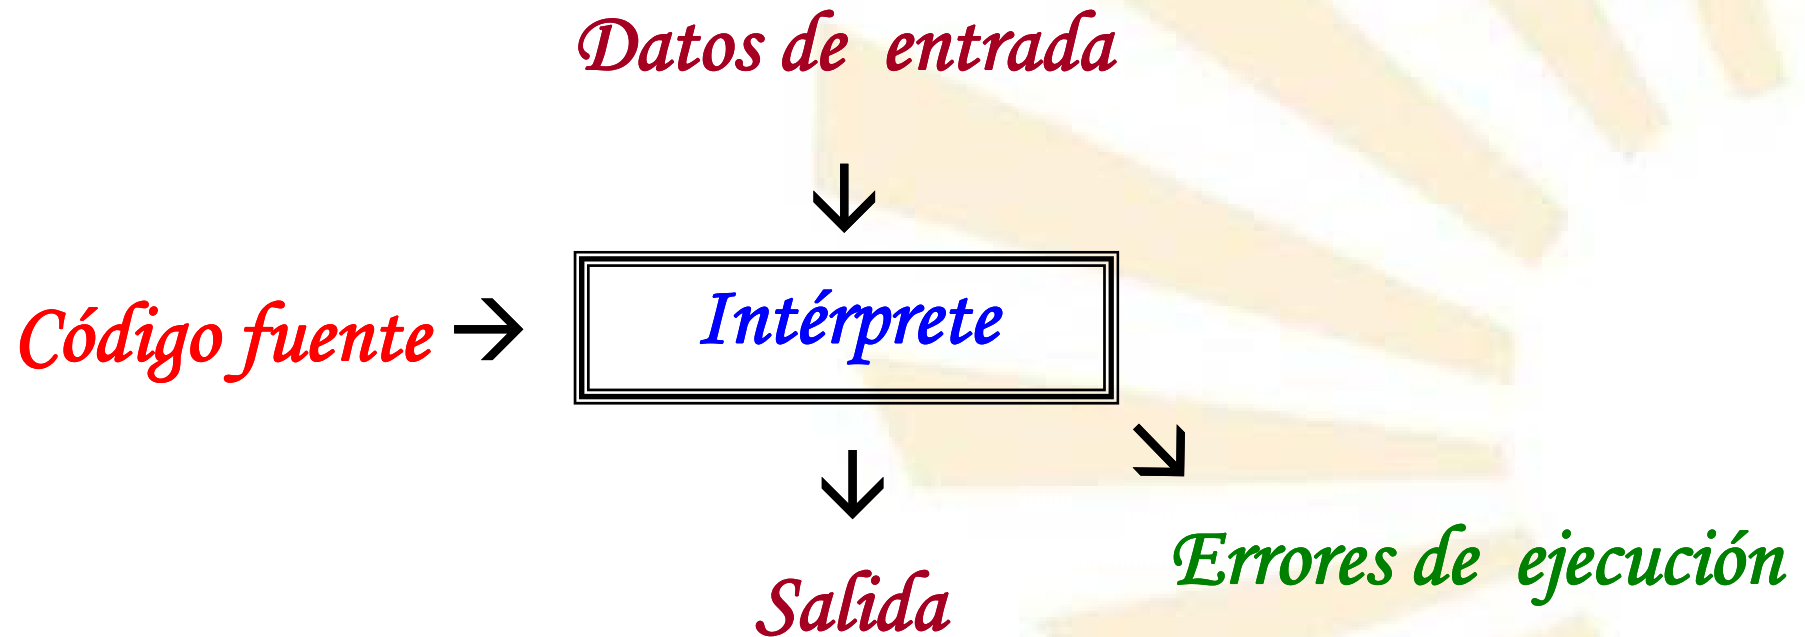 Datos de entrada
Código fuente → Intérprete
Salida
Errores de ejecución